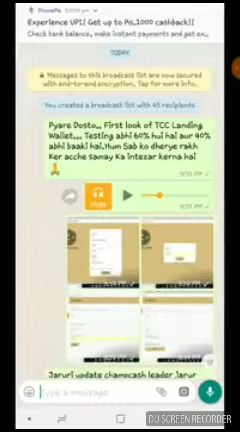 PhonePe
Experience UPI! Get up to Rs.1000 cashback!!
Check bank balance, make instant payments and get ex...
TODAY
Messages to this broadcast list are now secured
with end-to-end encryption. Tap for more info.
You created a broadcast list with 45 recipients
Pyare Dosto... First look of TCC Landing
Wallet... Testing abhi 60% hui hai aur 40%
abhi baaki hai.Hum Sab ko dherye rakh
Ker acche samay Ka intezar kerna hai
🙏
Jaruri update chamocash leader .jarur
Type a message
DU SCREEN RECORDER